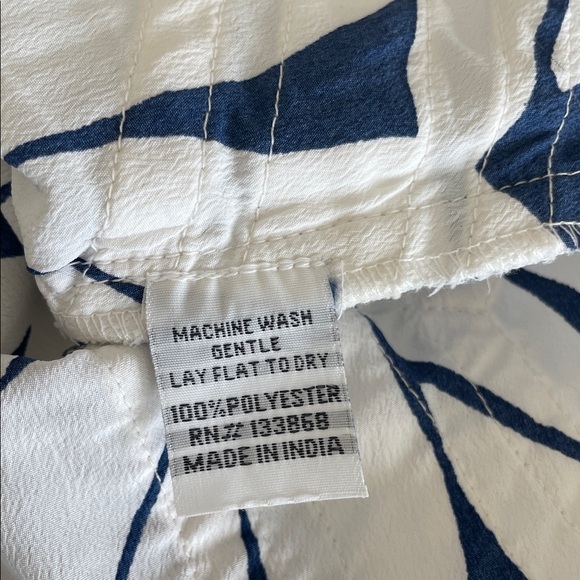 MACHINE WASH
GENTLE
LAY FLAT TO DRY
100% POLYESTER
RN# 133868
MADE IN INDIA